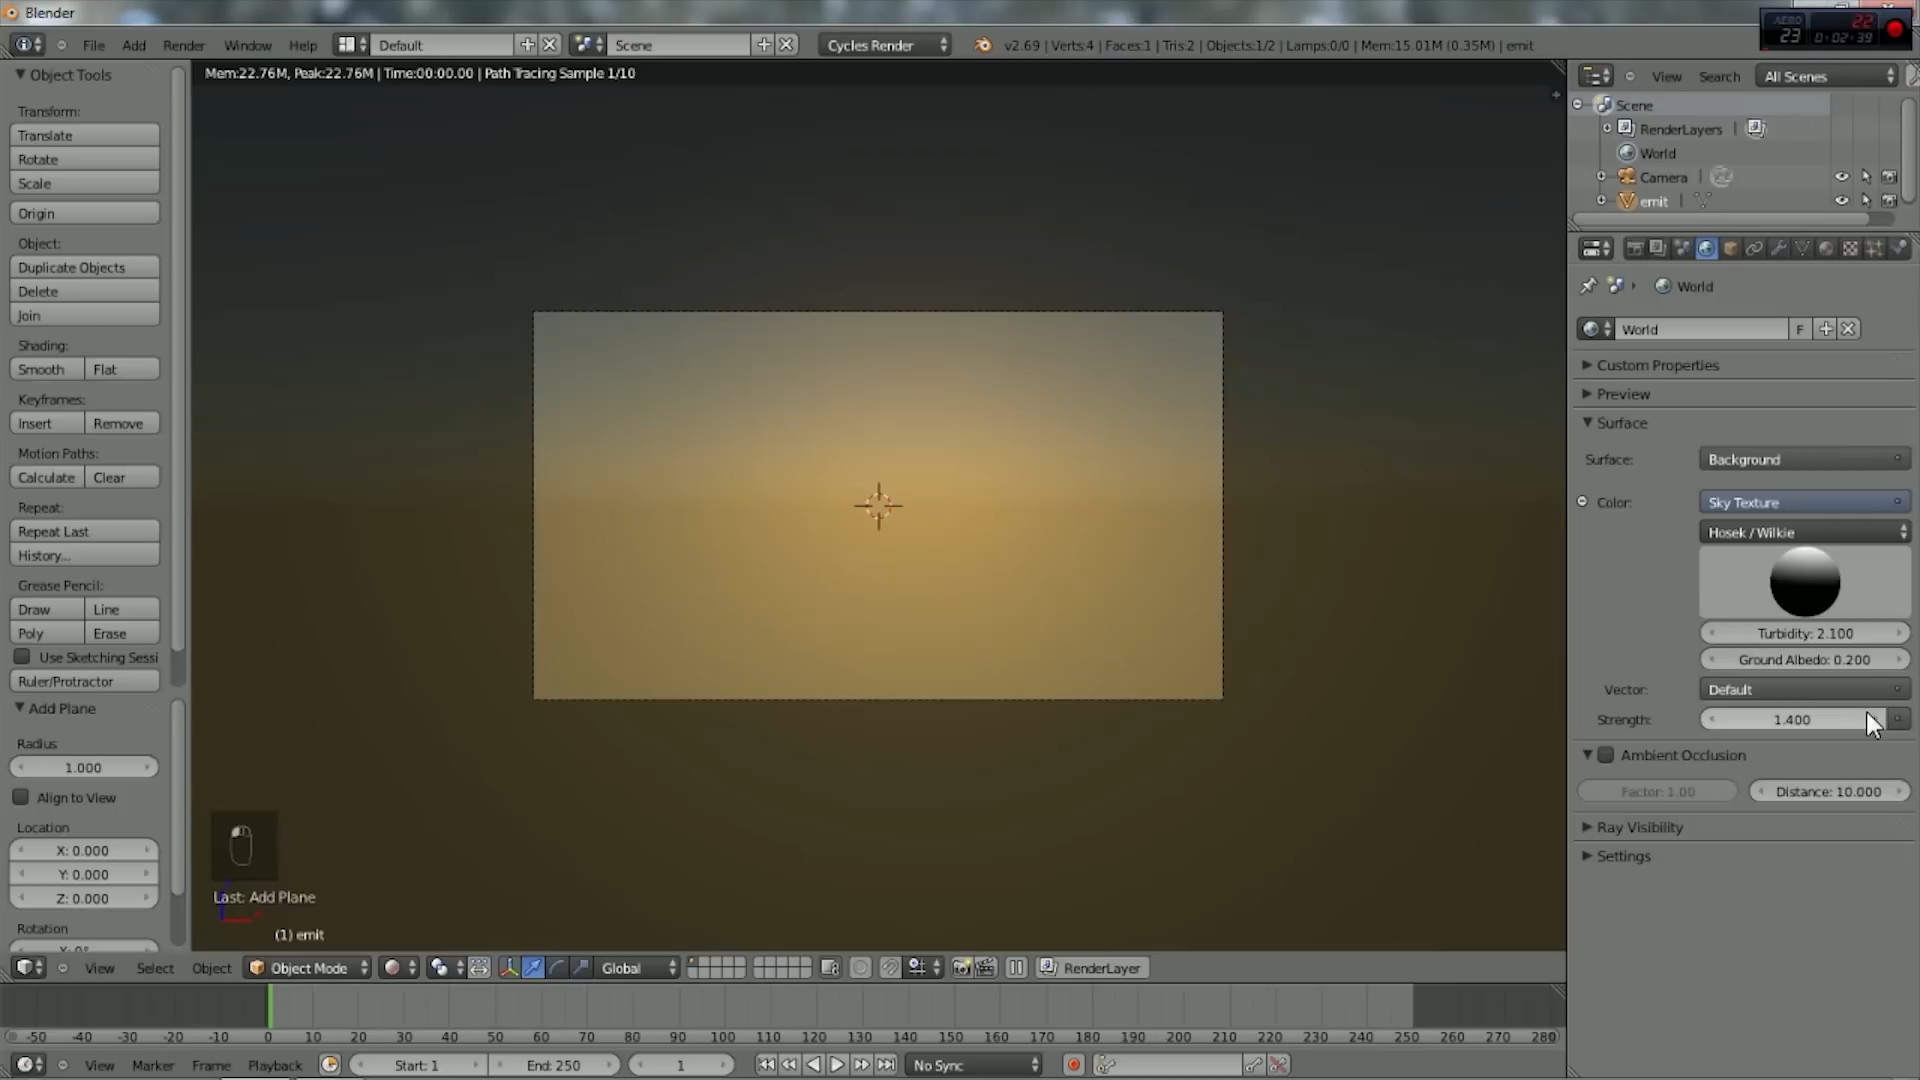 Blender
File Add Render Window Help Default Scene Cycles Render v2.69 | Verts:4 | Faces:1 | Tris:2 | Objects:1/2 | Lamps:0/0 | Mem:15.01M (0.35M) | emit
AERO 22
23 0:02:39
Mem:22.76M, Peak:22.76M | Time:00:00.00 | Path Tracing Sample 1/10
Object Tools
Transform:
Translate
Rotate
Scale
Origin
Object:
Duplicate Objects
Delete
Join
Shading:
Smooth Flat
Keyframes:
Insert Remove
Motion Paths:
Calculate Clear
Repeat:
Repeat Last
History...
Grease Pencil:
Draw Line
Poly Erase
Use Sketching Sessi
Ruler/Protractor
Add Plane
Radius
1.000
Align to View
Location
X: 0.000
Y: 0.000
Z: 0.000
Rotation
X: 0°
Last: Add Plane
(1) emit
View Search All Scenes
Scene
RenderLayers
World
Camera
emit
World
World F
Custom Properties
Preview
Surface
Surface: Background
Color: Sky Texture
Hosek / Wilkie
Turbidity: 2.100
Ground Albedo: 0.200
Vector: Default
Strength: 1.400
Ambient Occlusion
Factor: 1.00 Distance: 10.000
Ray Visibility
Settings
View Select Object Object Mode Global RenderLayer
-50 -40 -30 -20 -10 0 10 20 30 40 50 60 70 80 90 100 110 120 130 140 150 160 170 180 190 200 210 220 230 240 250 260 270 280
View Marker Frame Playback Start: 1 End: 250 1 No Sync